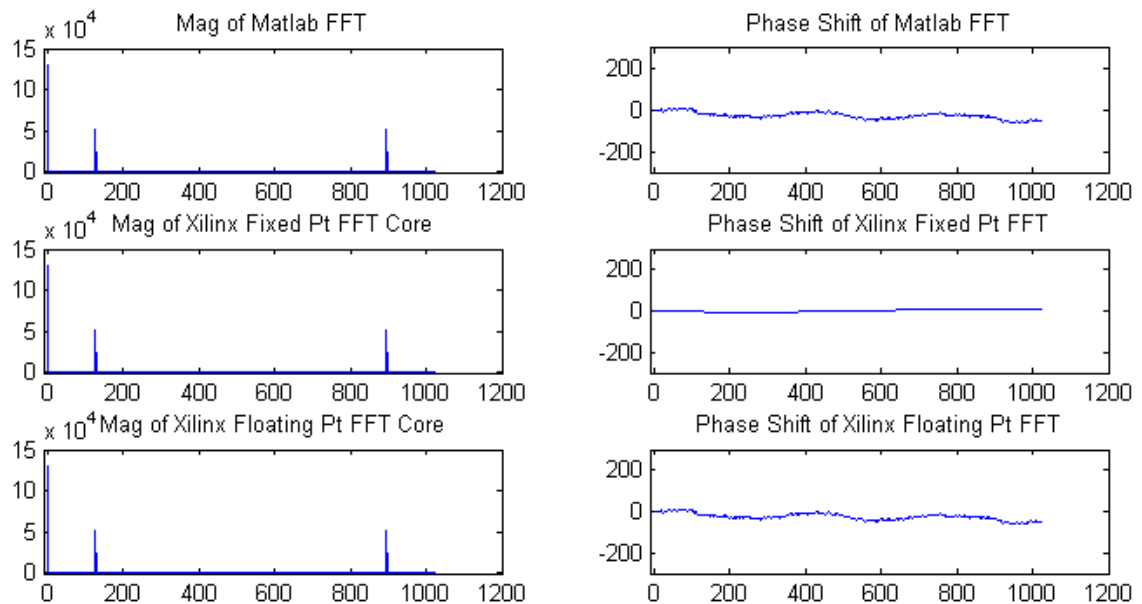 x 10^4 Mag of Matlab FFT
15
10
5
0
0 200 400 600 800 1000 1200
Phase Shift of Matlab FFT
200
0
-200
0 200 400 600 800 1000 1200
x 10^4 Mag of Xilinx Fixed Pt FFT Core
15
10
5
0
0 200 400 600 800 1000 1200
Phase Shift of Xilinx Fixed Pt FFT
200
0
-200
0 200 400 600 800 1000 1200
x 10^4 Mag of Xilinx Floating Pt FFT Core
15
10
5
0
0 200 400 600 800 1000 1200
Phase Shift of Xilinx Floating Pt FFT
200
0
-200
0 200 400 600 800 1000 1200